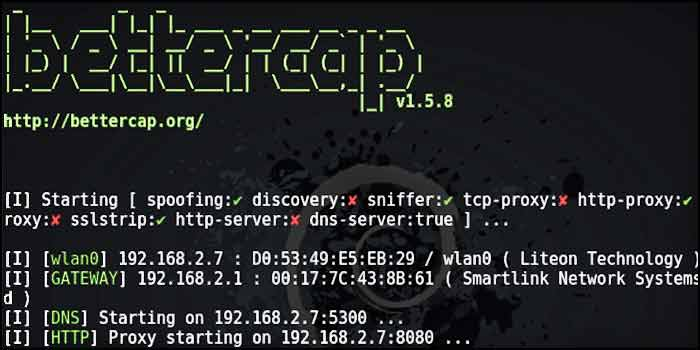 bettercap
v1.5.8
http://bettercap.org/
[I] Starting [ spoofing:✔ discovery:✘ sniffer:✔ tcp-proxy:✘ http-proxy:✔
roxy:✘ sslstrip:✔ http-server:✘ dns-server:true ] ...
[I] [wlan0] 192.168.2.7 : D0:53:49:E5:EB:29 / wlan0 ( Liteon Technology )
[I] [GATEWAY] 192.168.2.1 : 00:17:7C:43:8B:61 ( Smartlink Network Systems
d )
[I] [DNS] Starting on 192.168.2.7:5300 ...
[I] [HTTP] Proxy starting on 192.168.2.7:8080 ...